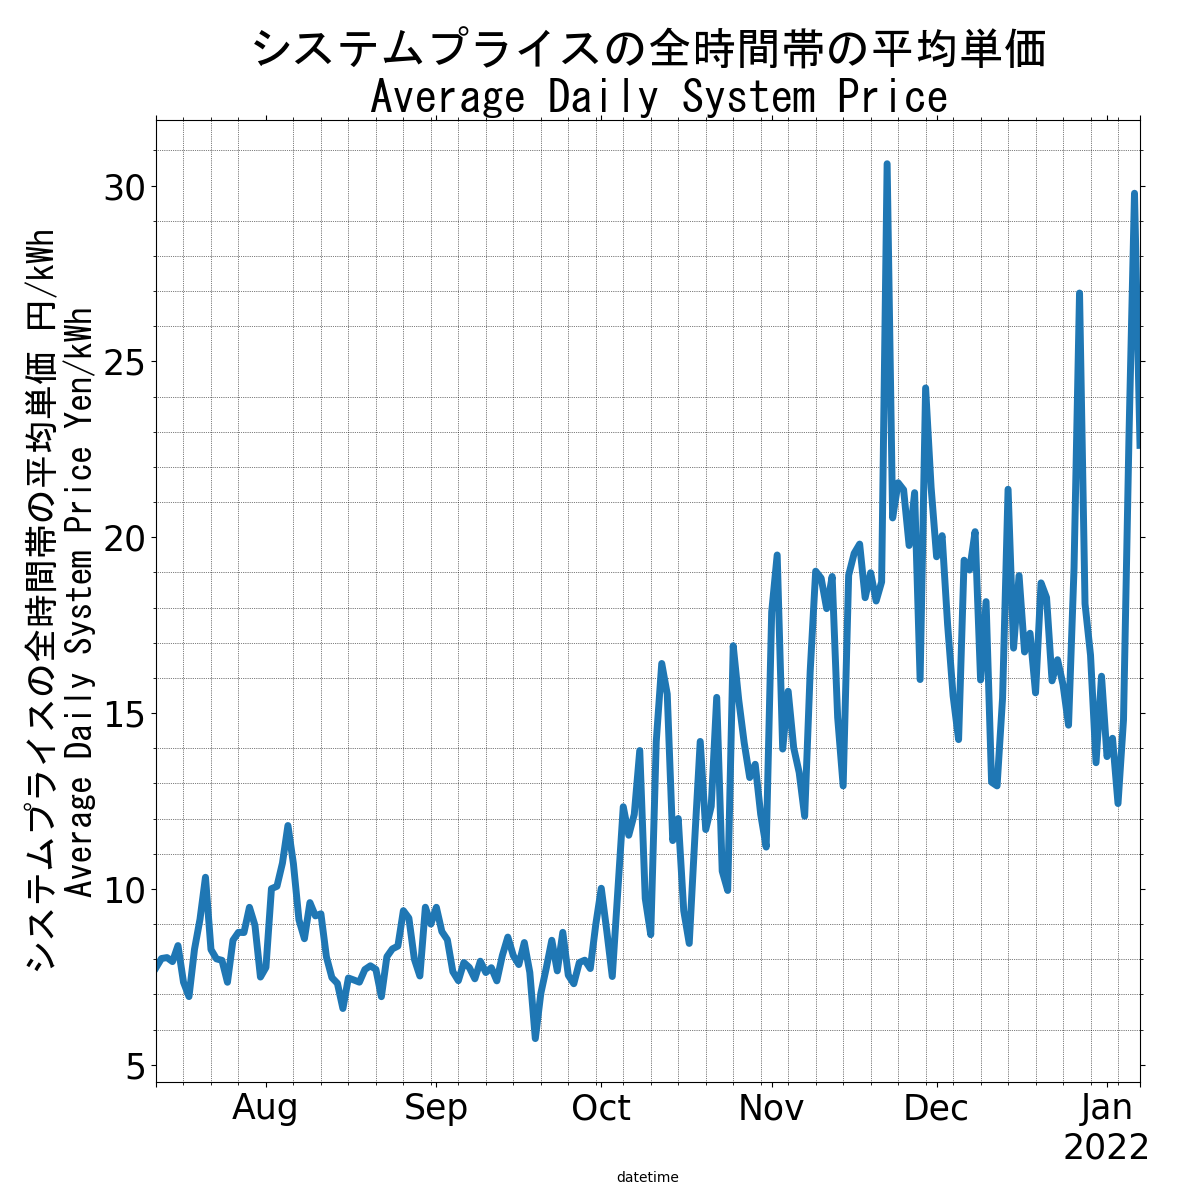 システムプライスの全時間帯の平均単価
Average Daily System Price
システムプライスの全時間帯の平均単価 円/kWh
Average Daily System Price Yen/kWh
30
25
20
15
10
5
Aug
Sep
Oct
Nov
Dec
Jan
2022
datetime